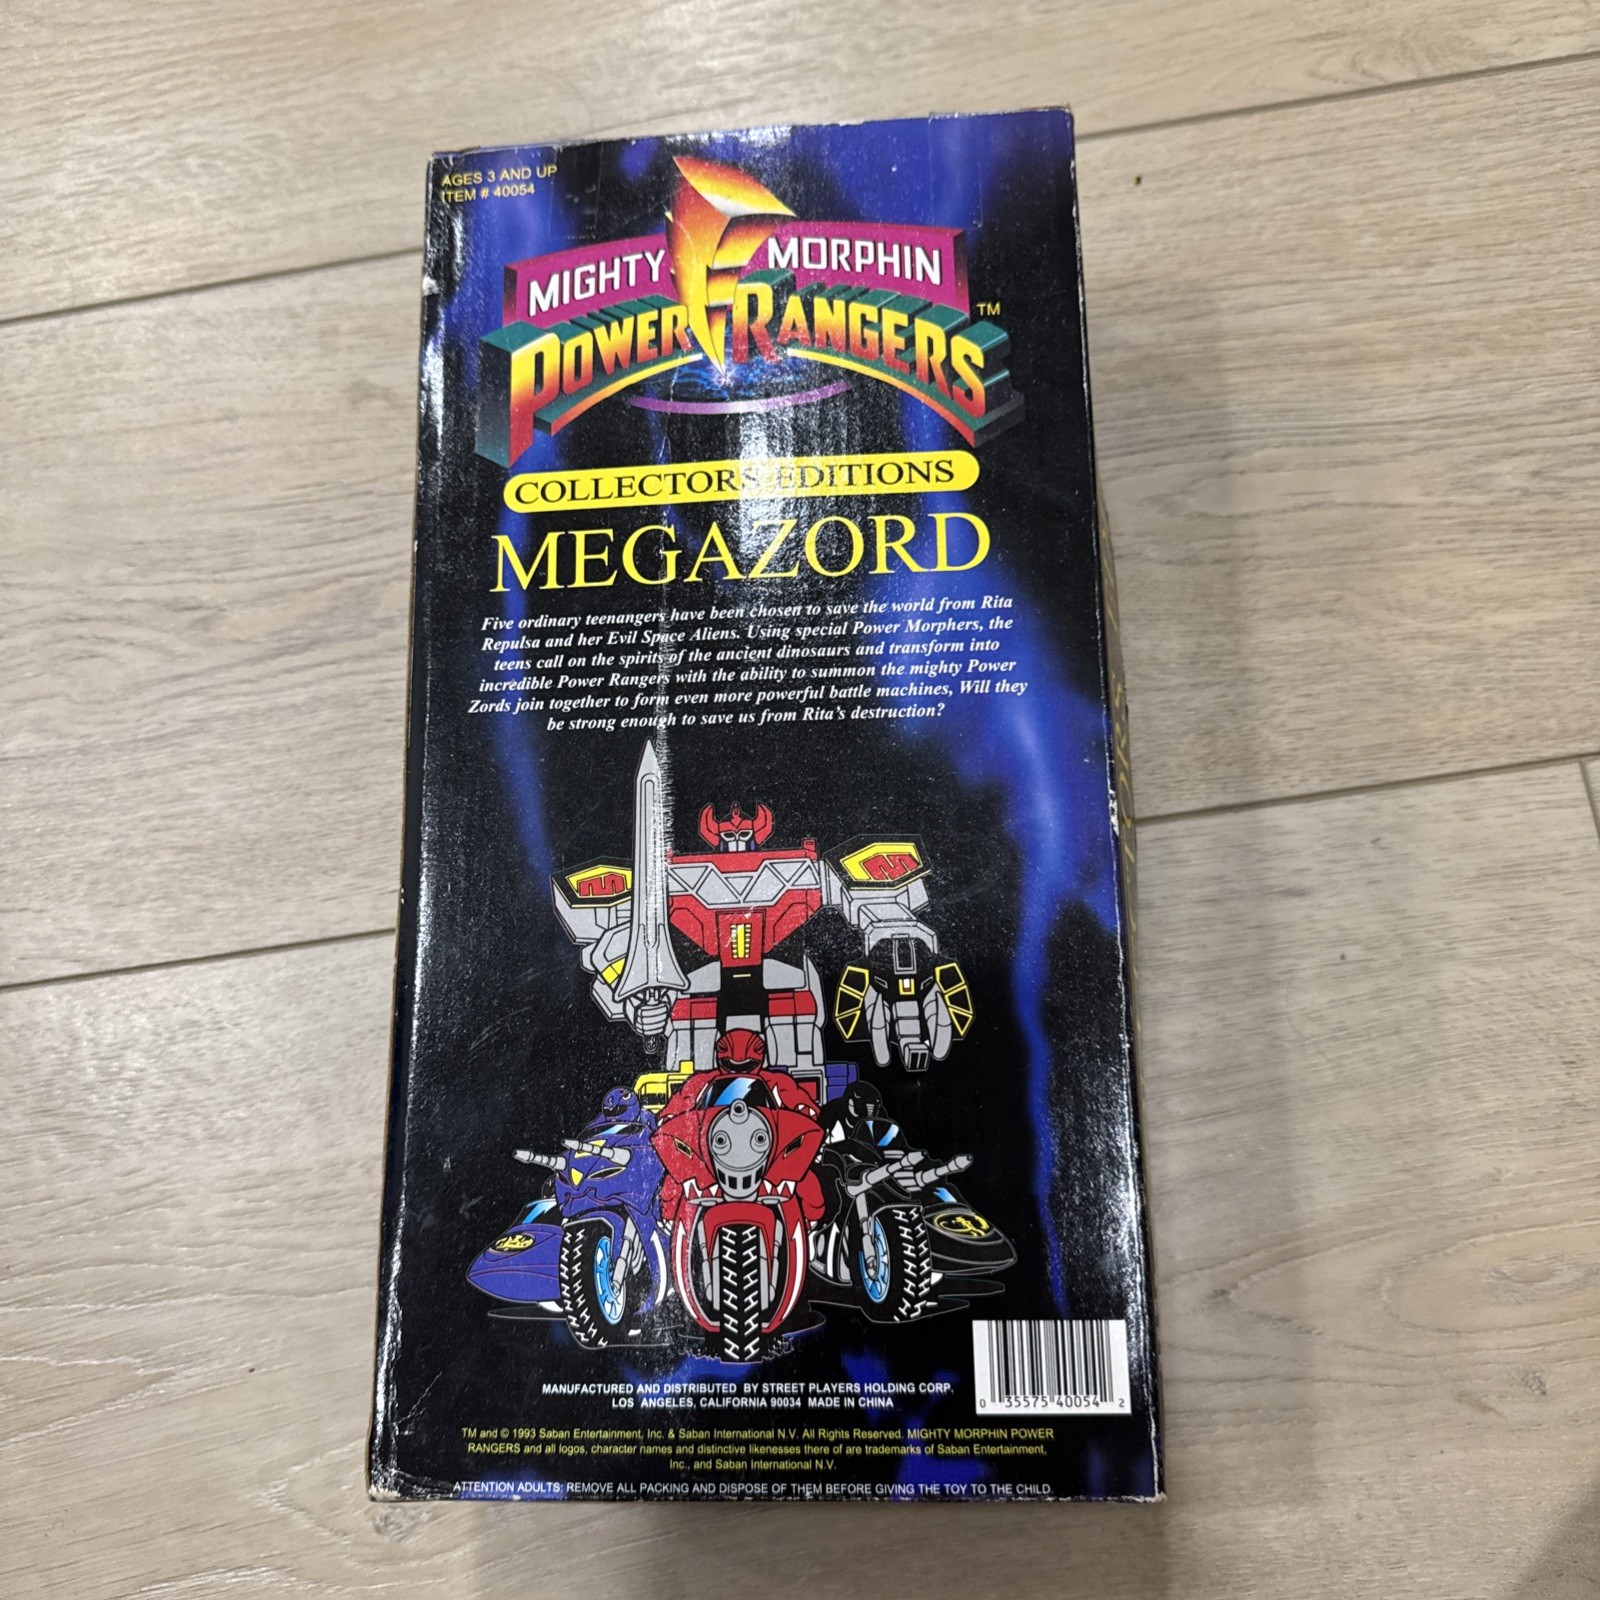 AGES 3 AND UP
ITEM # 40054
MIGHTY MORPHIN
POWER RANGERS™
COLLECTORS EDITIONS
MEGAZORD
Five ordinary teenangers have been chosen to save the world from Rita
Repulsa and her Evil Space Aliens. Using special Power Morphers, the
teens call on the spirits of the ancient dinosaurs and transform into
incredible Power Rangers with the ability to summon the mighty Power
Zords join together to form even more powerful battle machines, Will they
be strong enough to save us from Rita's destruction?
MANUFACTURED AND DISTRIBUTED BY STREET PLAYERS HOLDING CORP,
LOS ANGELES, CALIFORNIA 90034 MADE IN CHINA
0 35575 40054 2
TM and © 1993 Saban Entertainment, Inc. & Saban International N.V. All Rights Reserved. MIGHTY MORPHIN POWER
RANGERS and all logos, character names and distinctive likenesses there of are trademarks of Saban Entertainment,
Inc., and Saban International N.V.
ATTENTION ADULTS: REMOVE ALL PACKING AND DISPOSE OF THEM BEFORE GIVING THE TOY TO THE CHILD.